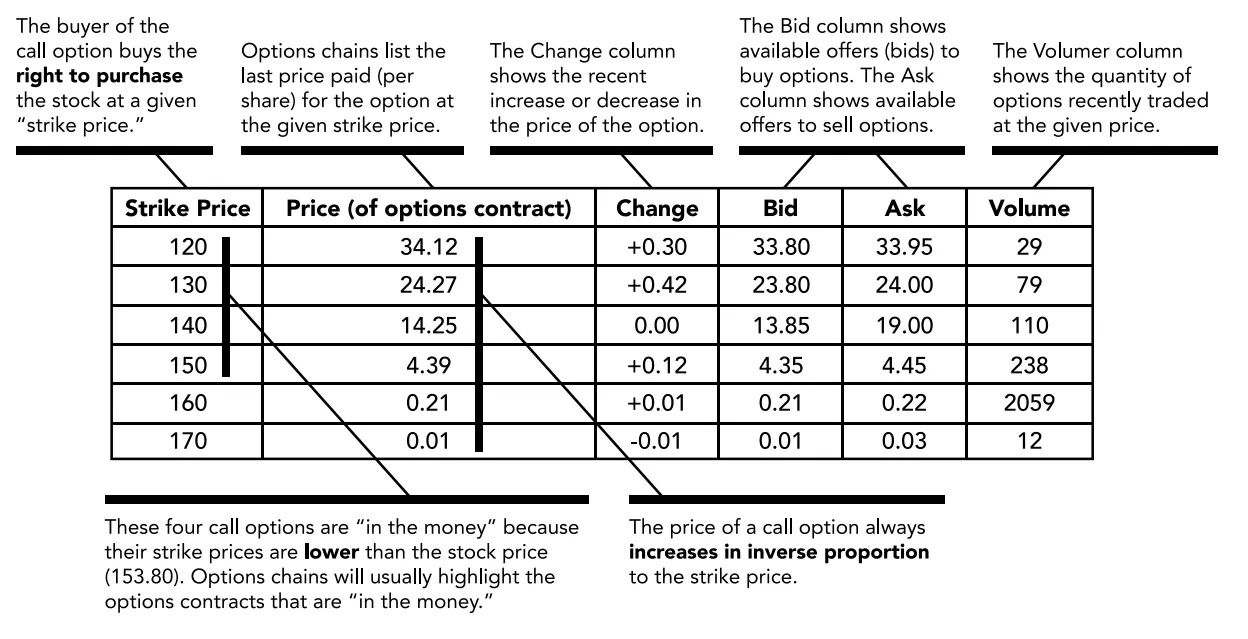 The buyer of the
call option buys the
right to purchase
the stock at a given
“strike price.”
Options chains list the
last price paid (per
share) for the option at
the given strike price.
The Change column
shows the recent
increase or decrease in
the price of the option.
The Bid column shows
available offers (bids) to
buy options. The Ask
column shows available
offers to sell options.
The Volumer column
shows the quantity of
options recently traded
at the given price.
Strike Price Price (of options contract) Change Bid Ask Volume
120 34.12 +0.30 33.80 33.95 29
130 24.27 +0.42 23.80 24.00 79
140 14.25 0.00 13.85 19.00 110
150 4.39 +0.12 4.35 4.45 238
160 0.21 +0.01 0.21 0.22 2059
170 0.01 -0.01 0.01 0.03 12
These four call options are “in the money” because
their strike prices are lower than the stock price
(153.80). Options chains will usually highlight the
options contracts that are “in the money.”
The price of a call option always
increases in inverse proportion
to the strike price.